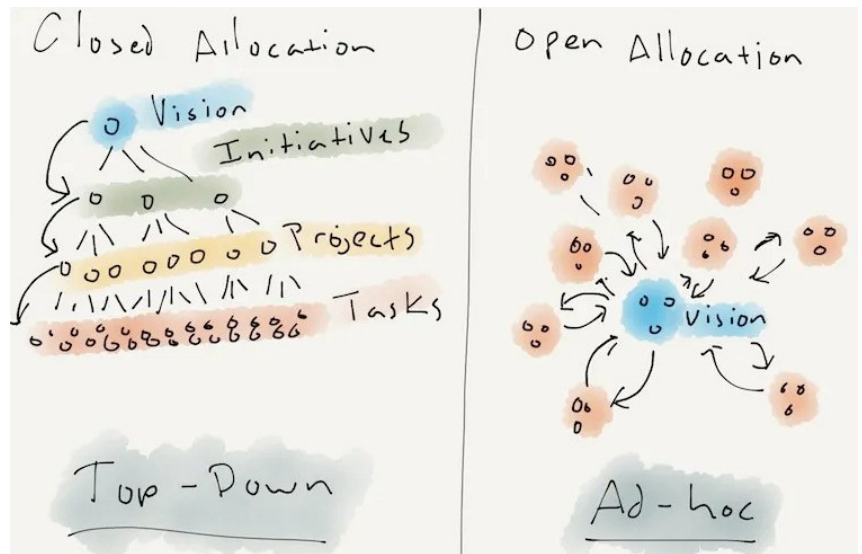 Closed Allocation
Vision
Initiatives
Projects
Tasks
Top-Down
Open Allocation
Vision
Ad-hoc